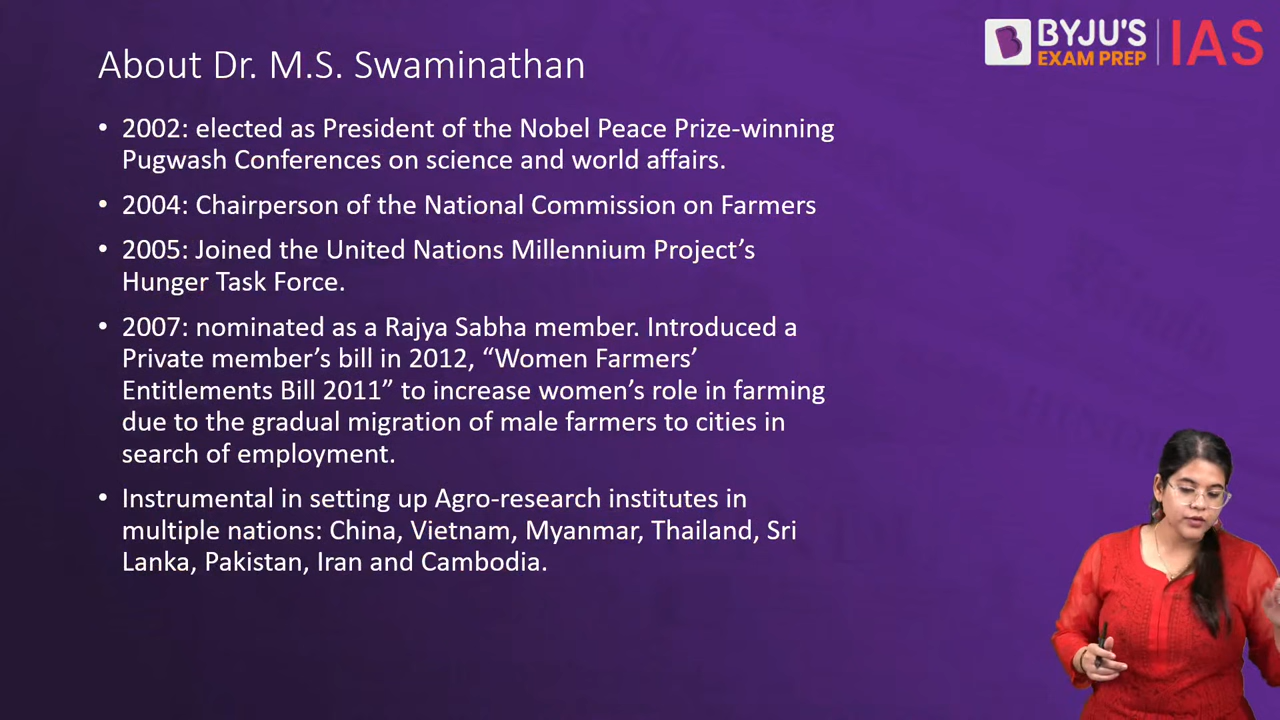 BYJU'S
EXAM PREP
IAS
About Dr. M.S. Swaminathan
• 2002: elected as President of the Nobel Peace Prize-winning
Pugwash Conferences on science and world affairs.
• 2004: Chairperson of the National Commission on Farmers
• 2005: Joined the United Nations Millennium Project’s
Hunger Task Force.
• 2007: nominated as a Rajya Sabha member. Introduced a
Private member’s bill in 2012, “Women Farmers’
Entitlements Bill 2011” to increase women’s role in farming
due to the gradual migration of male farmers to cities in
search of employment.
• Instrumental in setting up Agro-research institutes in
multiple nations: China, Vietnam, Myanmar, Thailand, Sri
Lanka, Pakistan, Iran and Cambodia.